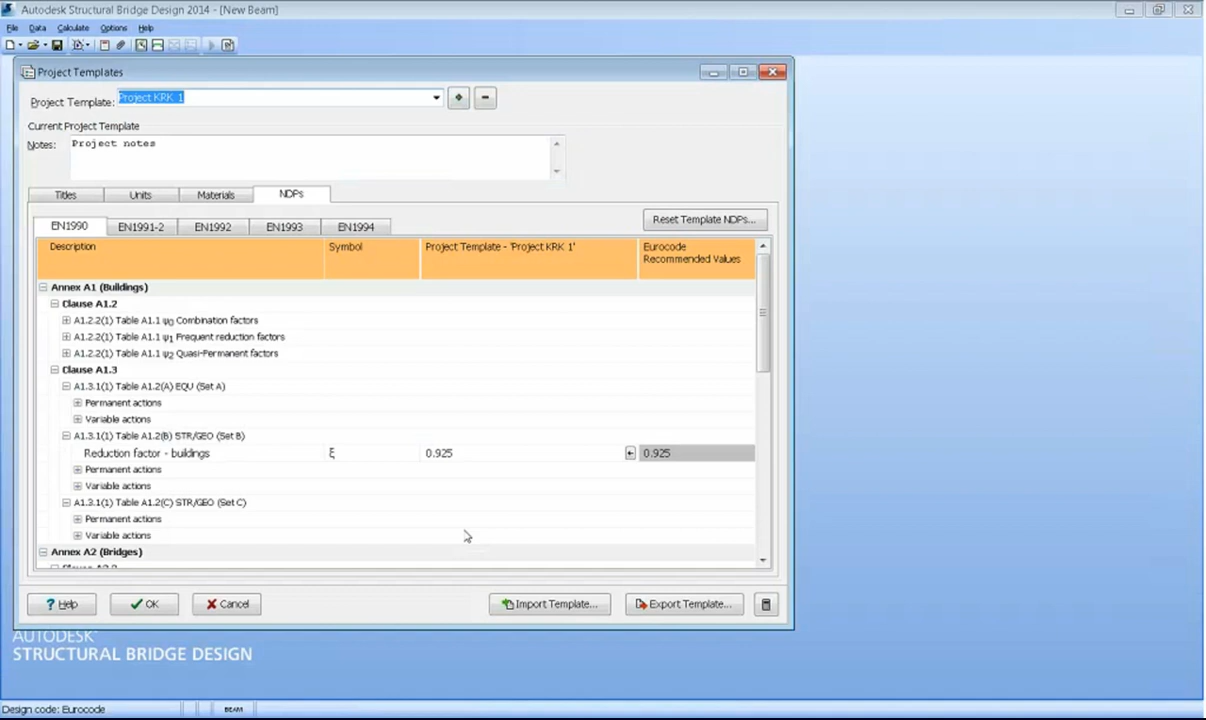 Autodesk Structural Bridge Design 2014 - [New Beam]
File Data Calculate Options Help
Project Templates
Project Template: Project KRK 1
Current Project Template
Notes: Project notes
Titles Units Materials NDPs
EN1990 EN1991-2 EN1992 EN1993 EN1994 Reset Template NDPs...
Description Symbol Project Template - 'Project KRK 1' Eurocode
Recommended Values
Annex A1 (Buildings)
Clause A1.2
A1.2.2(1) Table A1.1 ψ0 Combination factors
A1.2.2(1) Table A1.1 ψ1 Frequent reduction factors
A1.2.2(1) Table A1.1 ψ2 Quasi-Permanent factors
Clause A1.3
A1.3.1(1) Table A1.2(A) EQU (Set A)
Permanent actions
Variable actions
A1.3.1(1) Table A1.2(B) STR/GEO (Set B)
Reduction factor - buildings ξ 0.925 0.925
Permanent actions
Variable actions
A1.3.1(1) Table A1.2(C) STR/GEO (Set C)
Permanent actions
Variable actions
Annex A2 (Bridges)
? Help OK Cancel Import Template... Export Template...
AUTODESK®
STRUCTURAL BRIDGE DESIGN
Design code: Eurocode BEAM